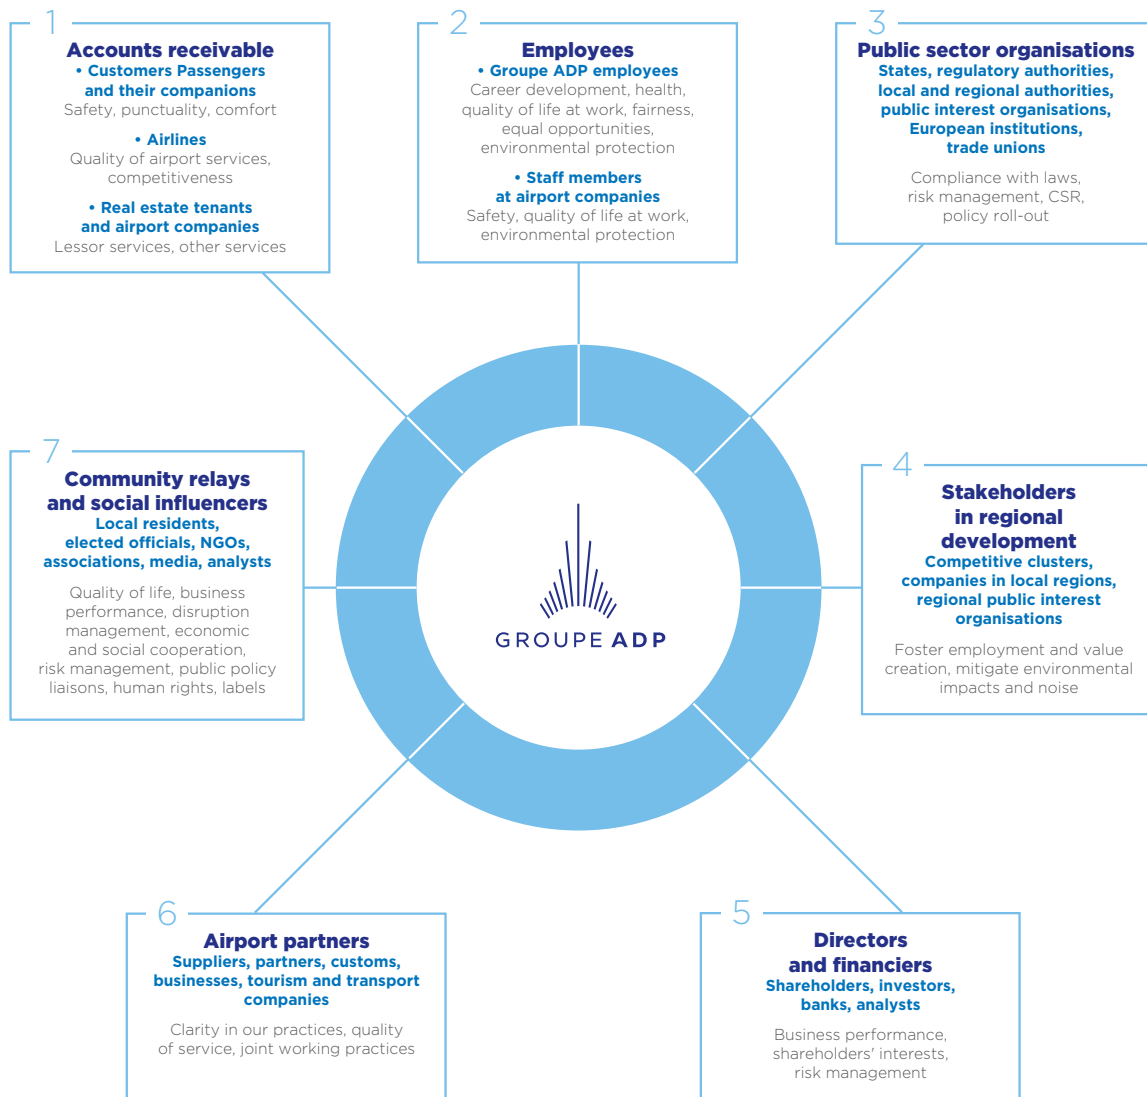 1
Accounts receivable
• Customers Passengers
and their companions
Safety, punctuality, comfort
• Airlines
Quality of airport services,
competitiveness
• Real estate tenants
and airport companies
Lessor services, other services
2
Employees
• Groupe ADP employees
Career development, health,
quality of life at work, fairness,
equal opportunities,
environmental protection
• Staff members
at airport companies
Safety, quality of life at work,
environmental protection
3
Public sector organisations
States, regulatory authorities,
local and regional authorities,
public interest organisations,
European institutions,
trade unions
Compliance with laws,
risk management, CSR,
policy roll-out
7
Community relays
and social influencers
Local residents,
elected officials, NGOs,
associations, media, analysts
Quality of life, business
performance, disruption
management, economic
and social cooperation,
risk management, public policy
liaisons, human rights, labels
GROUPE ADP
4
Stakeholders
in regional
development
Competitive clusters,
companies in local regions,
regional public interest
organisations
Foster employment and value
creation, mitigate environmental
impacts and noise
6
Airport partners
Suppliers, partners, customs,
businesses, tourism and transport
companies
Clarity in our practices, quality
of service, joint working practices
5
Directors
and financiers
Shareholders, investors,
banks, analysts
Business performance,
shareholders' interests,
risk management